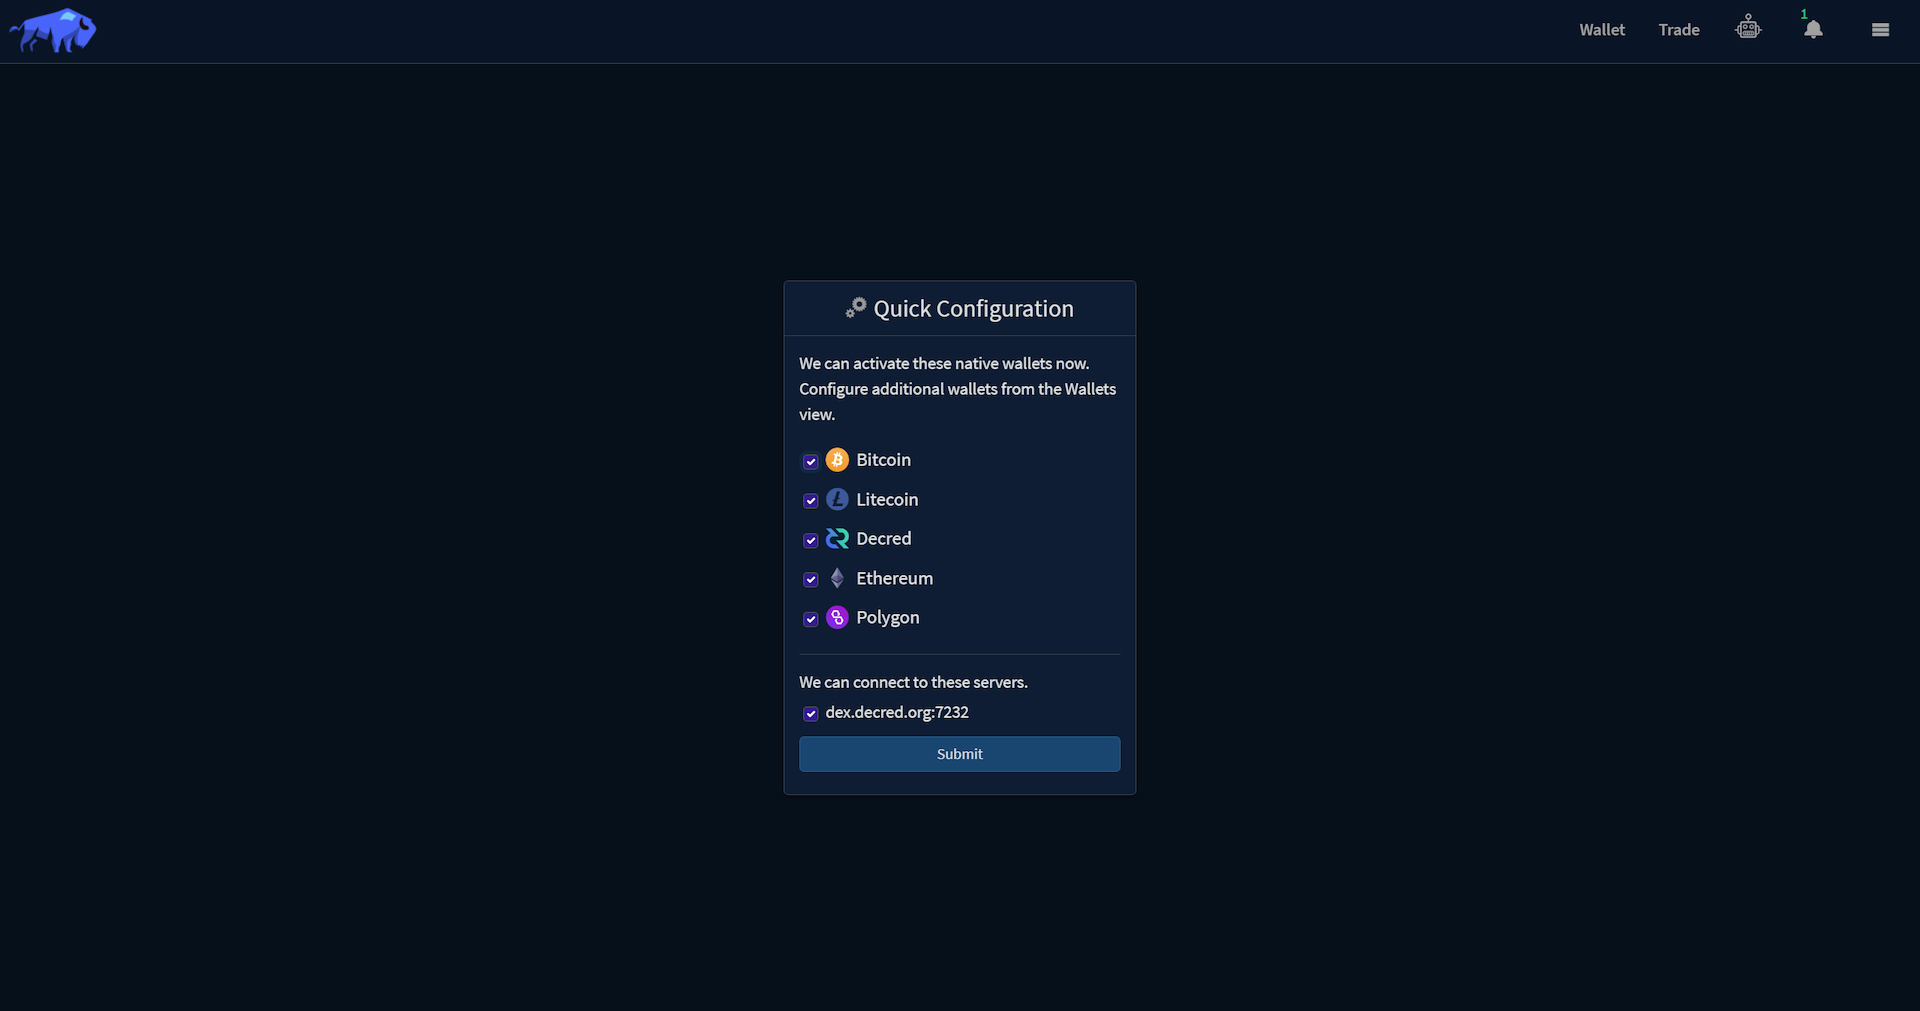 Wallet
Trade
1
Quick Configuration
We can activate these native wallets now.
Configure additional wallets from the Wallets
view.
Bitcoin
Litecoin
Decred
Ethereum
Polygon
We can connect to these servers.
dex.decred.org:7232
Submit